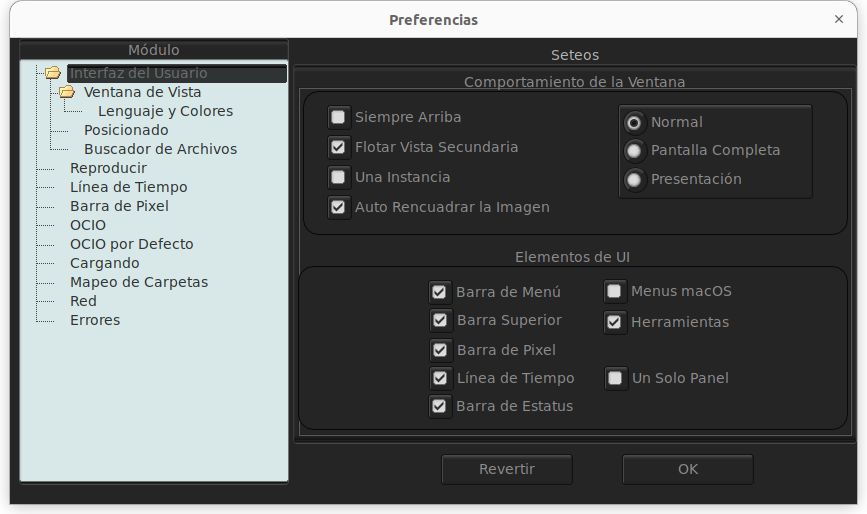 Preferencias
Módulo
Interfaz del Usuario
Ventana de Vista
Lenguaje y Colores
Posicionado
Buscador de Archivos
Reproducir
Línea de Tiempo
Barra de Pixel
OCIO
OCIO por Defecto
Cargando
Mapeo de Carpetas
Red
Errores
Seteos
Comportamiento de la Ventana
Siempre Arriba
Flotar Vista Secundaria
Una Instancia
Auto Rencuadrar la Imagen
Normal
Pantalla Completa
Presentación
Elementos de UI
Barra de Menú
Barra Superior
Barra de Pixel
Línea de Tiempo
Barra de Estatus
Menus macOS
Herramientas
Un Solo Panel
Revertir
OK